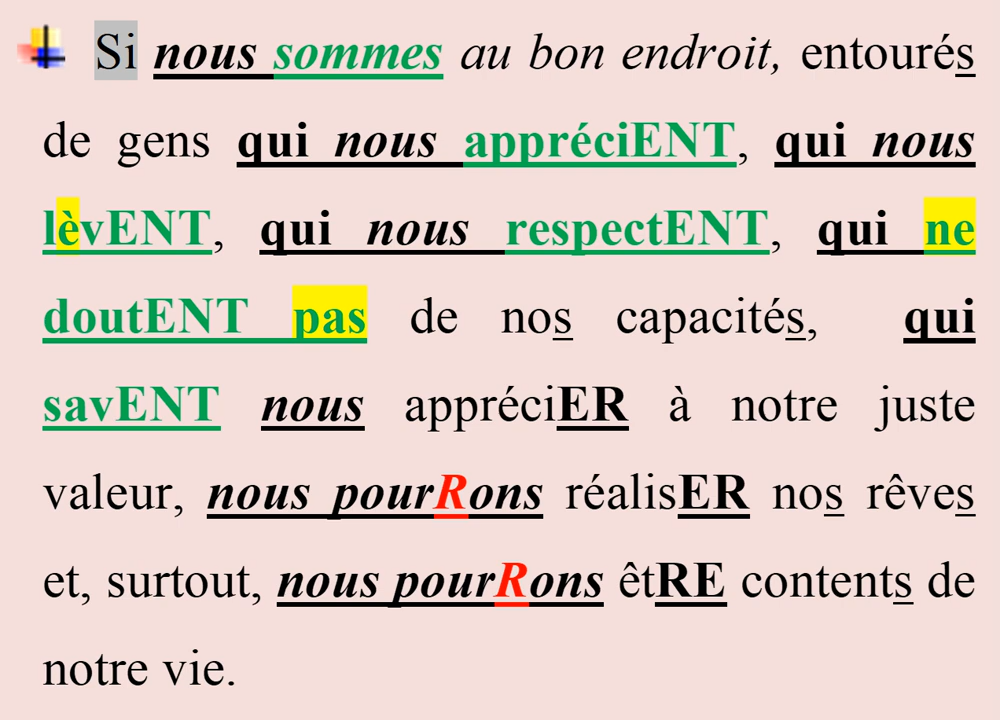 Si nous sommes au bon endroit, entourés
de gens qui nous appréciENT, qui nous
lèvENT, qui nous respectENT, qui ne
doutENT pas de nos capacités, qui
savENT nous appréciER à notre juste
valeur, nous pourRons réalisER nos rêves
et, surtout, nous pourRons êtRE contents de
notre vie.